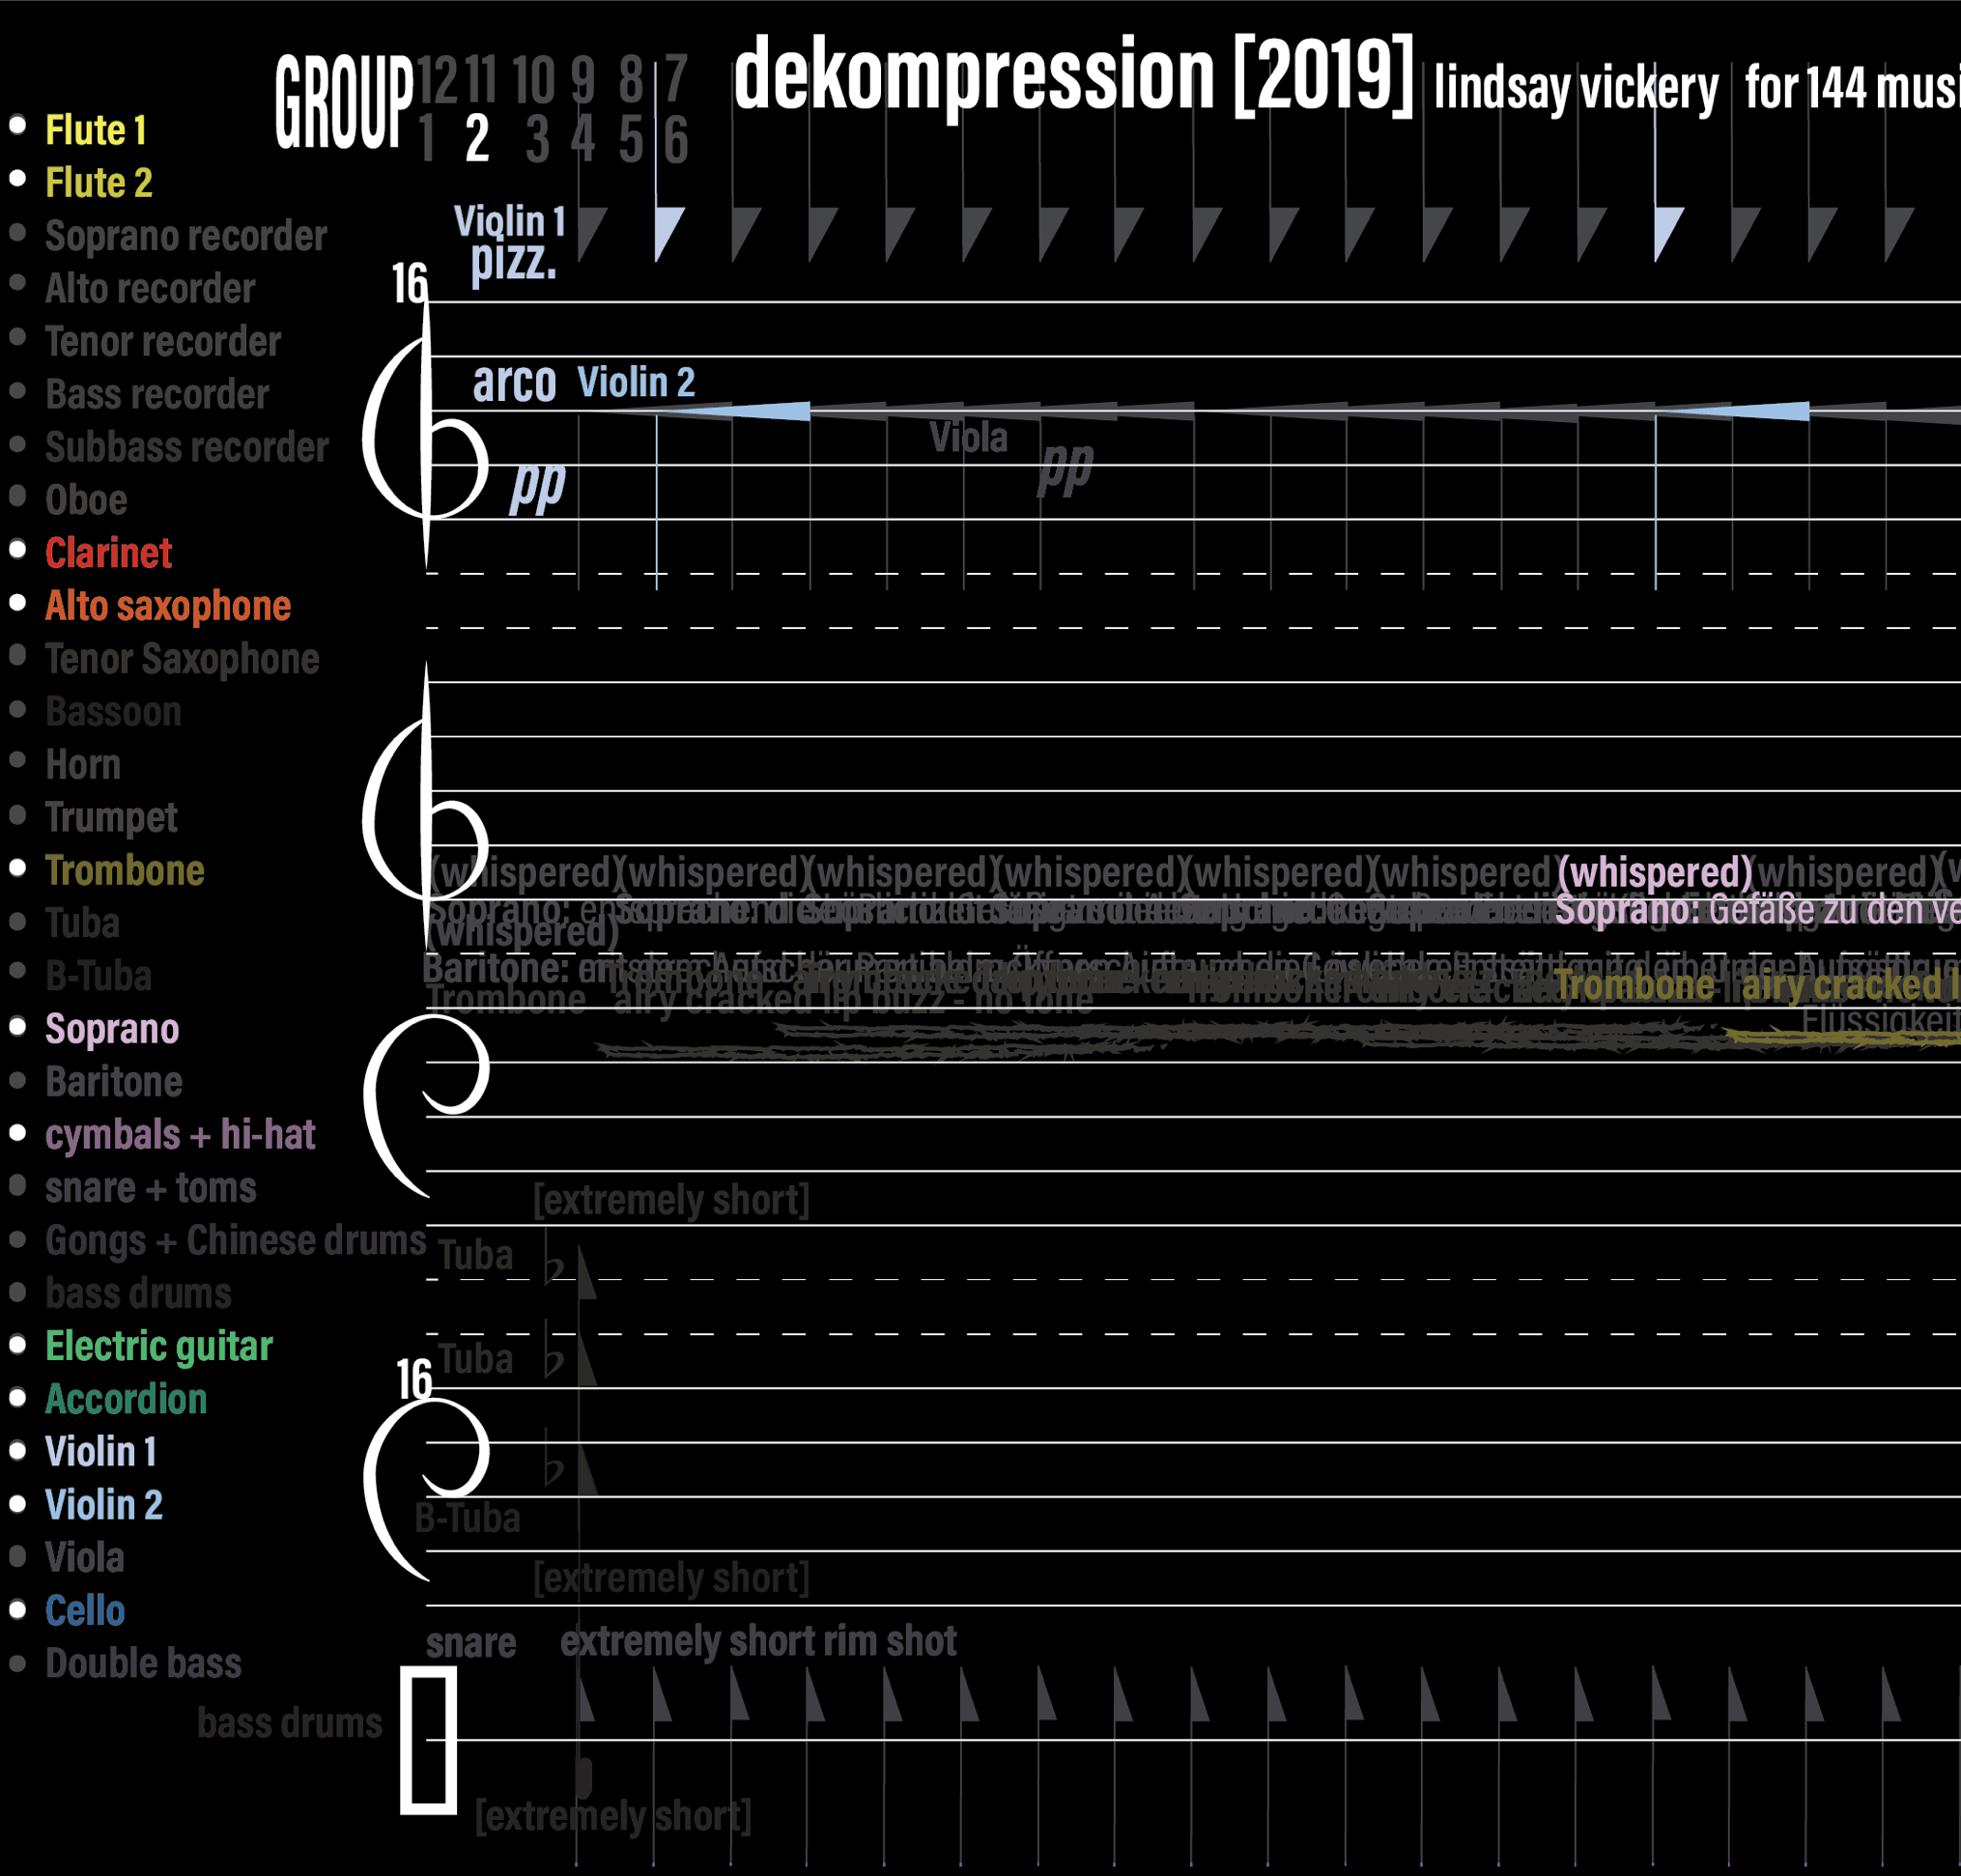 GROUP 12 11 10 9 8 7
1 2 3 4 5 6
dekompression [2019] lindsay vickery for 144
Flute 1
Flute 2
Soprano recorder
Alto recorder
Tenor recorder
Bass recorder
Subbass recorder
Oboe
Clarinet
Alto saxophone
Tenor Saxophone
Bassoon
Horn
Trumpet
Trombone
Tuba
B-Tuba
Soprano
Baritone
cymbals + hi-hat
snare + toms
Gongs + Chinese drums
bass drums
Electric guitar
Accordion
Violin 1
Violin 2
Viola
Cello
Double bass
Violin 1
pizz.
16
arco Violin 2
Viola
pp pp
(whispered)(whispered)(whispered)(whispered)(whispered)(whispered)(whispered)(whispered)
Soprano: Soprano: Gefäße zu den
(whispered)
Baritone:
Trombone airy cracked
Trombone airy cracked lip buzz - no tone
[extremely short]
Tuba
Tuba
16
B-Tuba
[extremely short]
snare extremely short rim shot
bass drums
[extremely short]